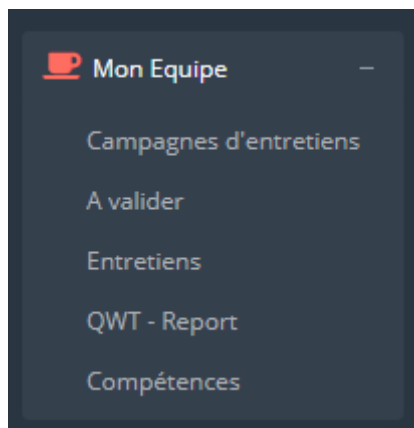 Mon Equipe
Campagnes d'entretiens
A valider
Entretiens
QWT - Report
Compétences